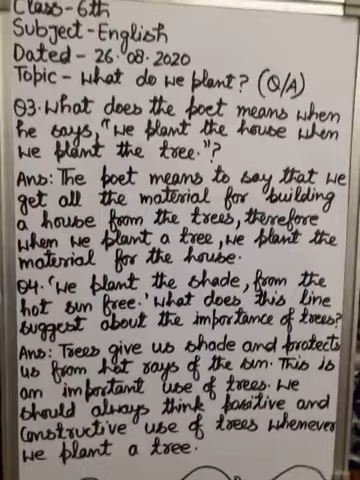 Class-6th
Subject-English
Dated-26.08.2020
Topic-What do we plant? (Q/A)
Q3. What does the poet means when
he says, "We plant the house when
we plant the tree."?
Ans: The poet means to say that we
get all the material for building
a house from the trees, therefore
when we plant a tree, we plant the
material for the house.
Q4. 'We plant the shade, from the
hot sun free.' What does this line
suggest about the importance of trees?
Ans: Trees give us shade and protects
us from hot rays of the sun. This is
an important use of trees. We
should always think positive and
constructive use of trees whenever
we plant a tree.